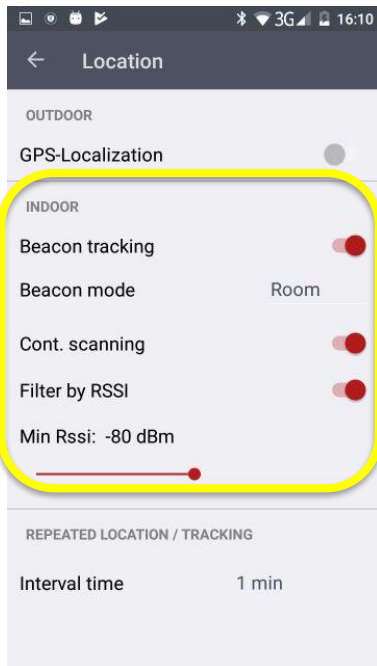 3G 16:10
Location
OUTDOOR
GPS-Localization
INDOOR
Beacon tracking
Beacon mode Room
Cont. scanning
Filter by RSSI
Min Rssi: -80 dBm
REPEATED LOCATION / TRACKING
Interval time 1 min